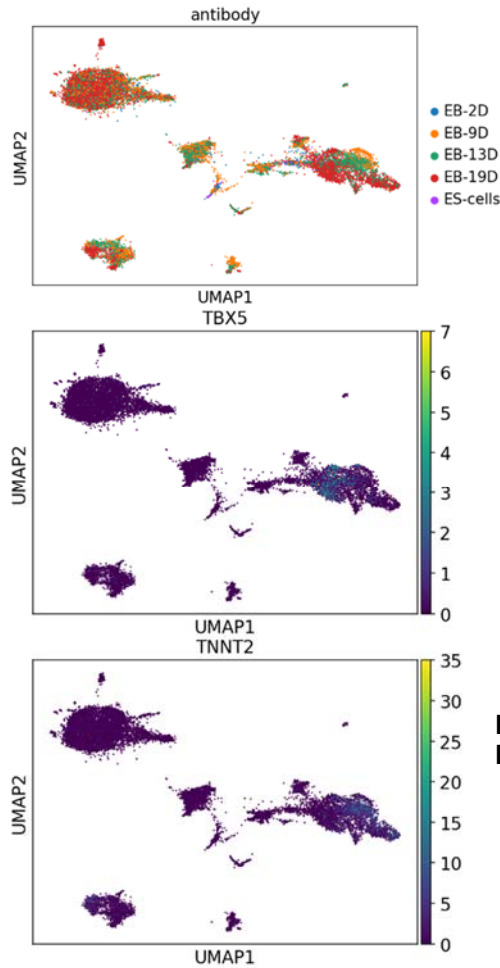 antibody
UMAP2
EB-2D
EB-9D
EB-13D
EB-19D
ES-cells
UMAP1
TBX5
UMAP2
7
6
5
4
3
2
1
0
UMAP1
TNNT2
UMAP2
35
30
25
20
15
10
5
0
UMAP1